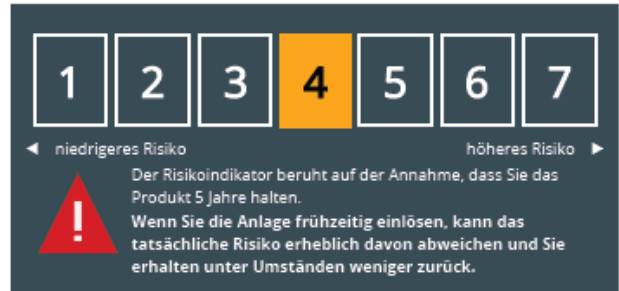 1 2 3 4 5 6 7
◄ niedrigeres Risiko höheres Risiko ►
Der Risikoindikator beruht auf der Annahme, dass Sie das
Produkt 5 Jahre halten.
!
Wenn Sie die Anlage frühzeitig einlösen, kann das
tatsächliche Risiko erheblich davon abweichen und Sie
erhalten unter Umständen weniger zurück.